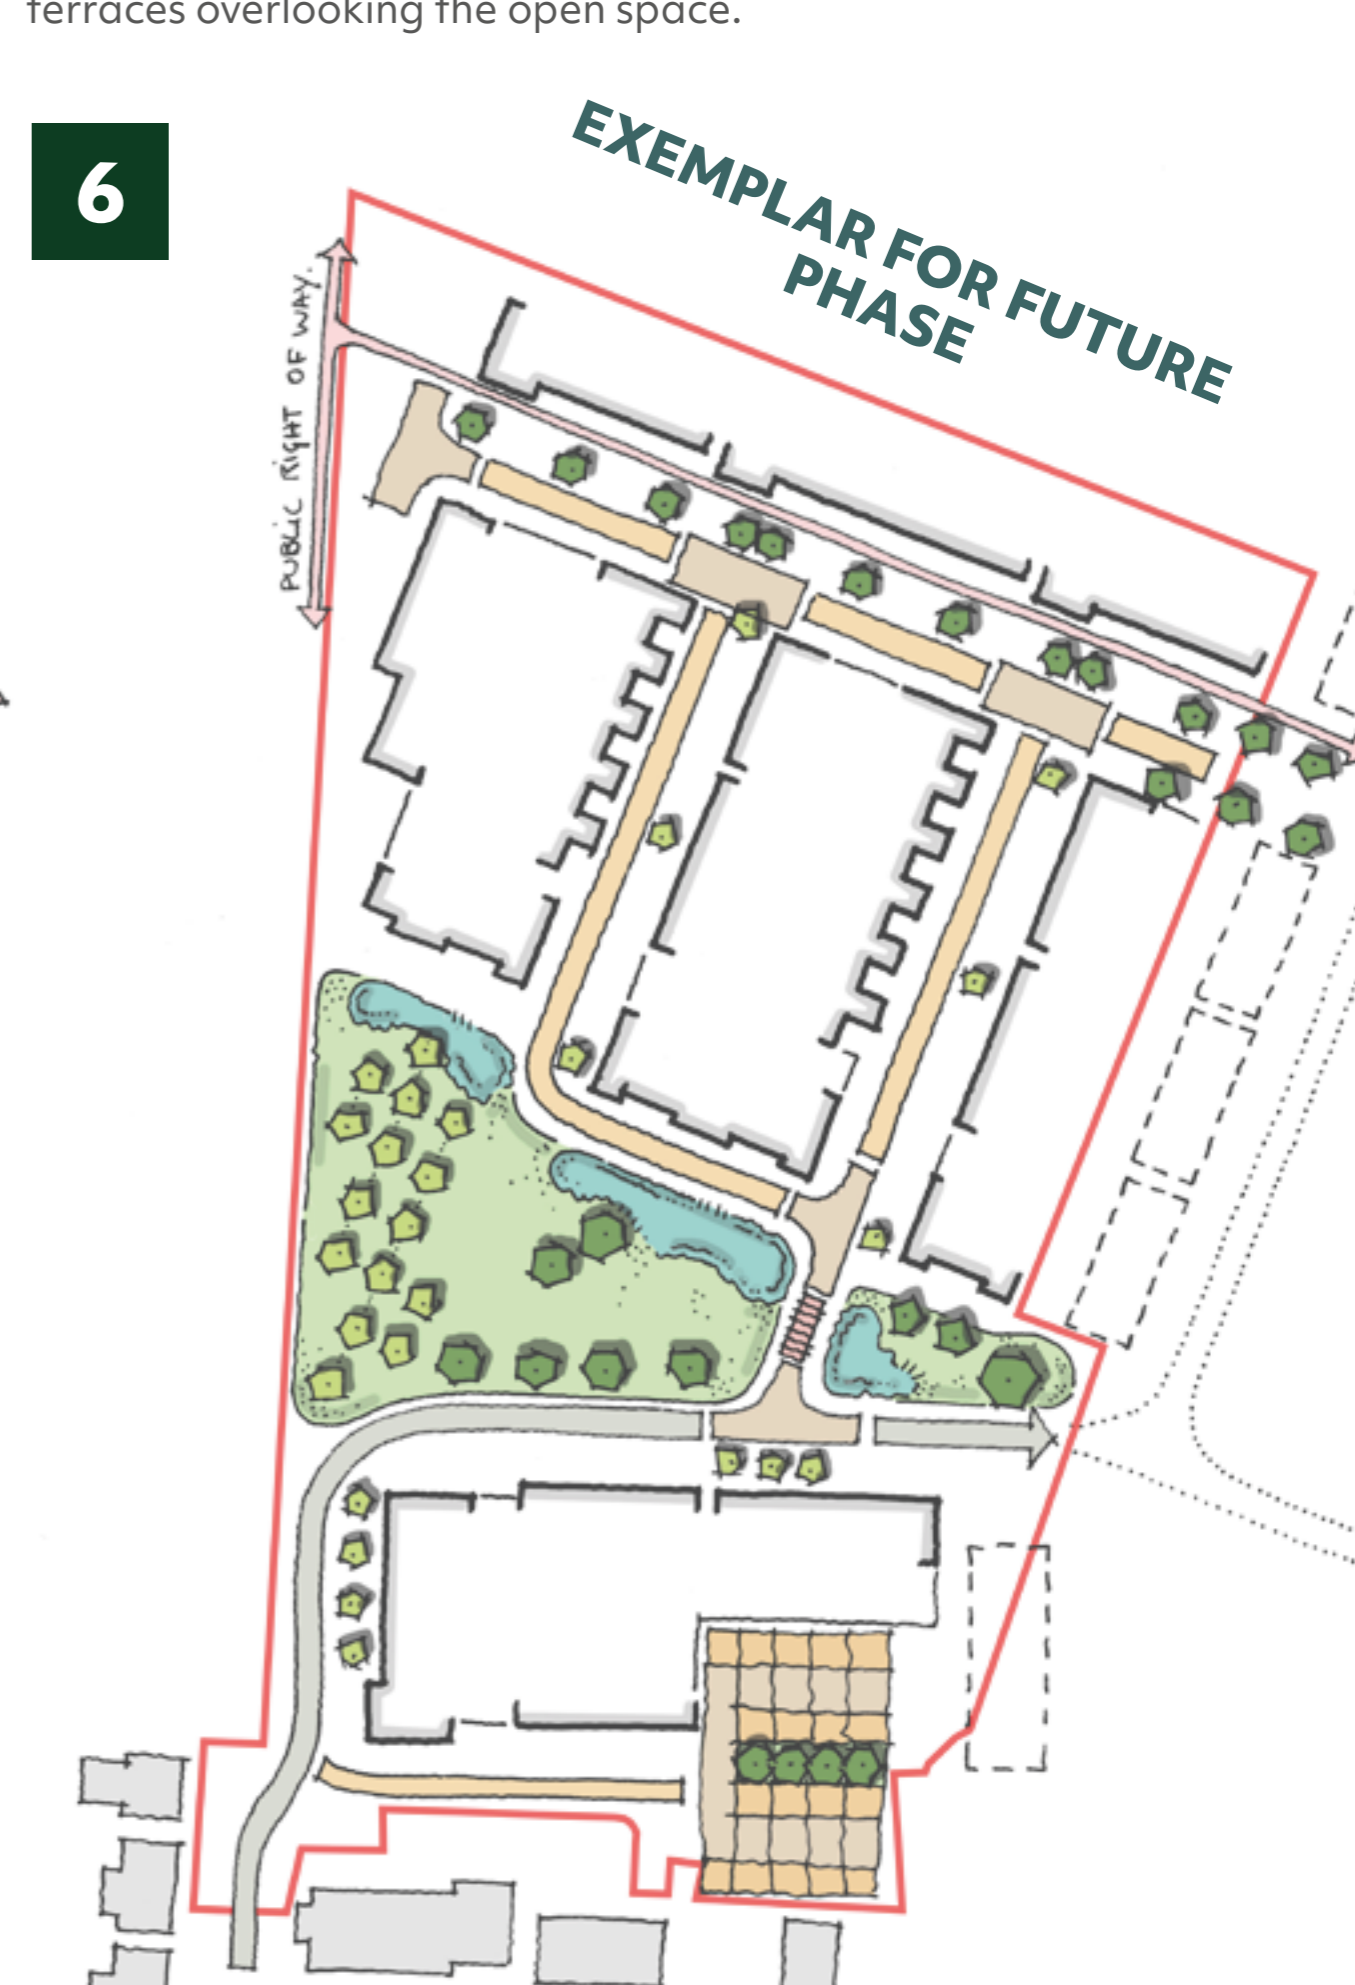 terraces overlooking the open space.
6
EXEMPLAR FOR FUTURE
PHASE
PUBLIC RIGHT OF WAY.